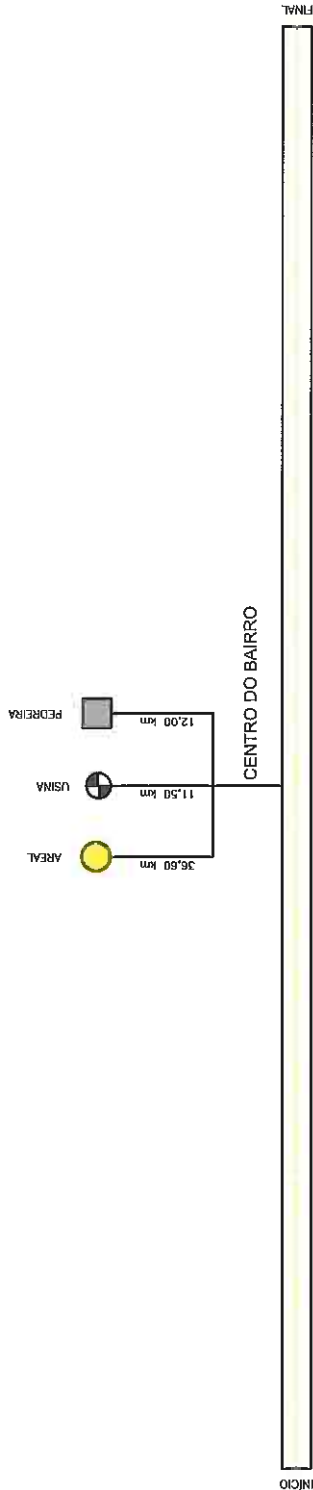 FINAL
PEDREIRA
12,00 km
USINA
11,50 km
AREAL
36,60 km
CENTRO DO BAIRRO
INÍCIO